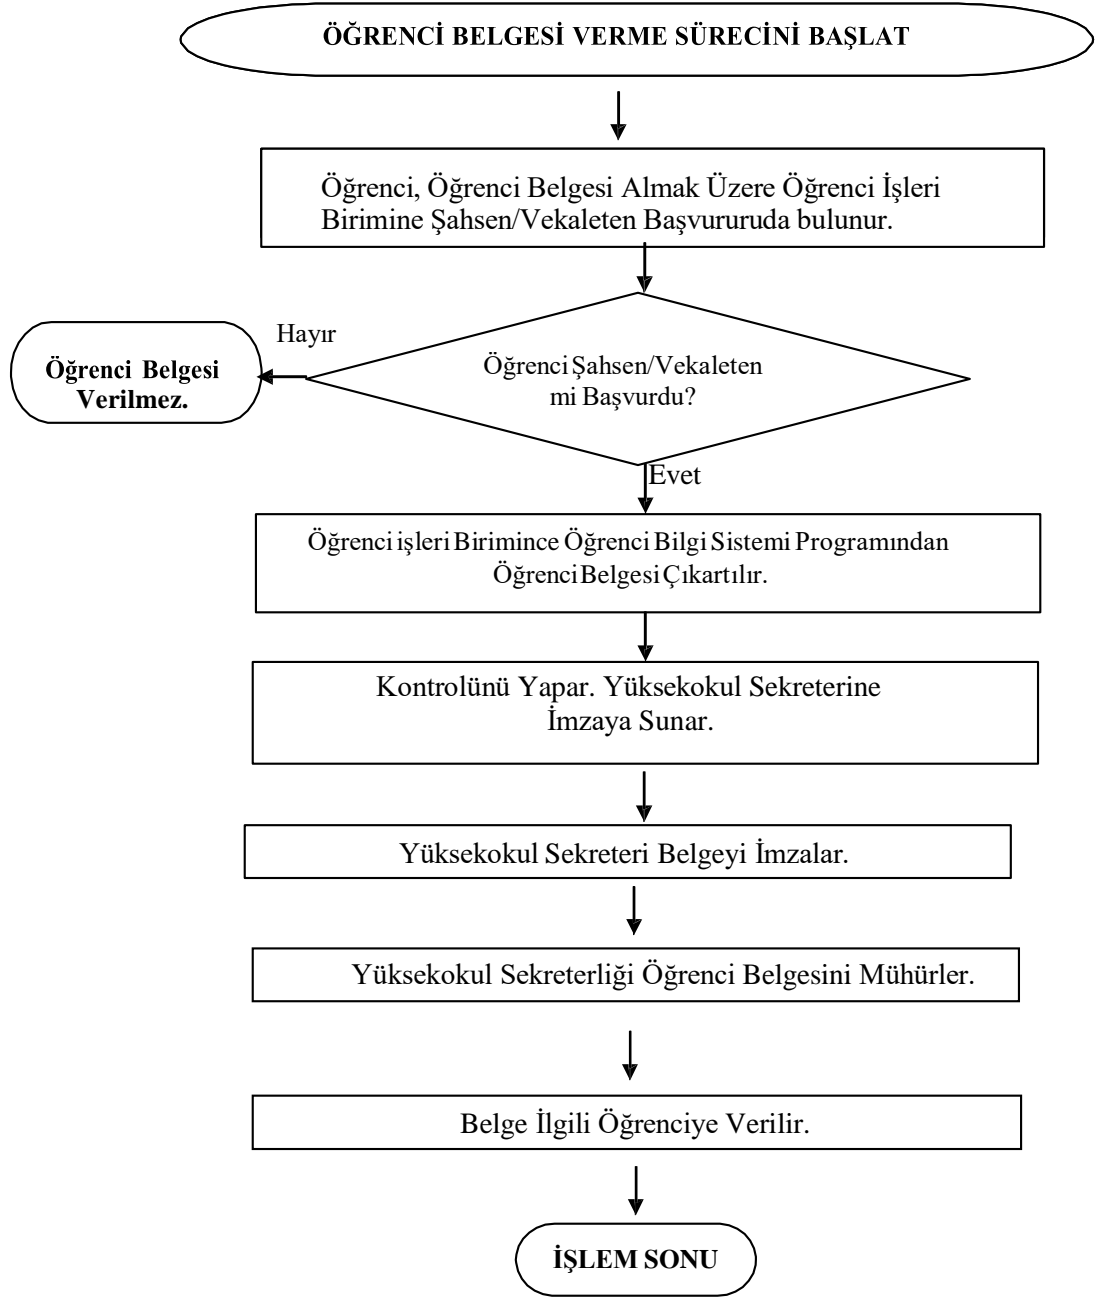 ÖĞRENCİ BELGESİ VERME SÜRECİNİ BAŞLAT
Öğrenci, Öğrenci Belgesi Almak Üzere Öğrenci İşleri
Birimine Şahsen/Vekaleten Başvururuda bulunur.
Hayır
Öğrenci Belgesi
Verilmez.
Öğrenci Şahsen/Vekaleten
mi Başvurdu?
Evet
Öğrenci işleri Birimince Öğrenci Bilgi Sistemi Programından
Öğrenci Belgesi Çıkartılır.
Kontrolünü Yapar. Yüksekokul Sekreterine
İmzaya Sunar.
Yüksekokul Sekreteri Belgeyi İmzalar.
Yüksekokul Sekreterliği Öğrenci Belgesini Mühürler.
Belge İlgili Öğrenciye Verilir.
İŞLEM SONU